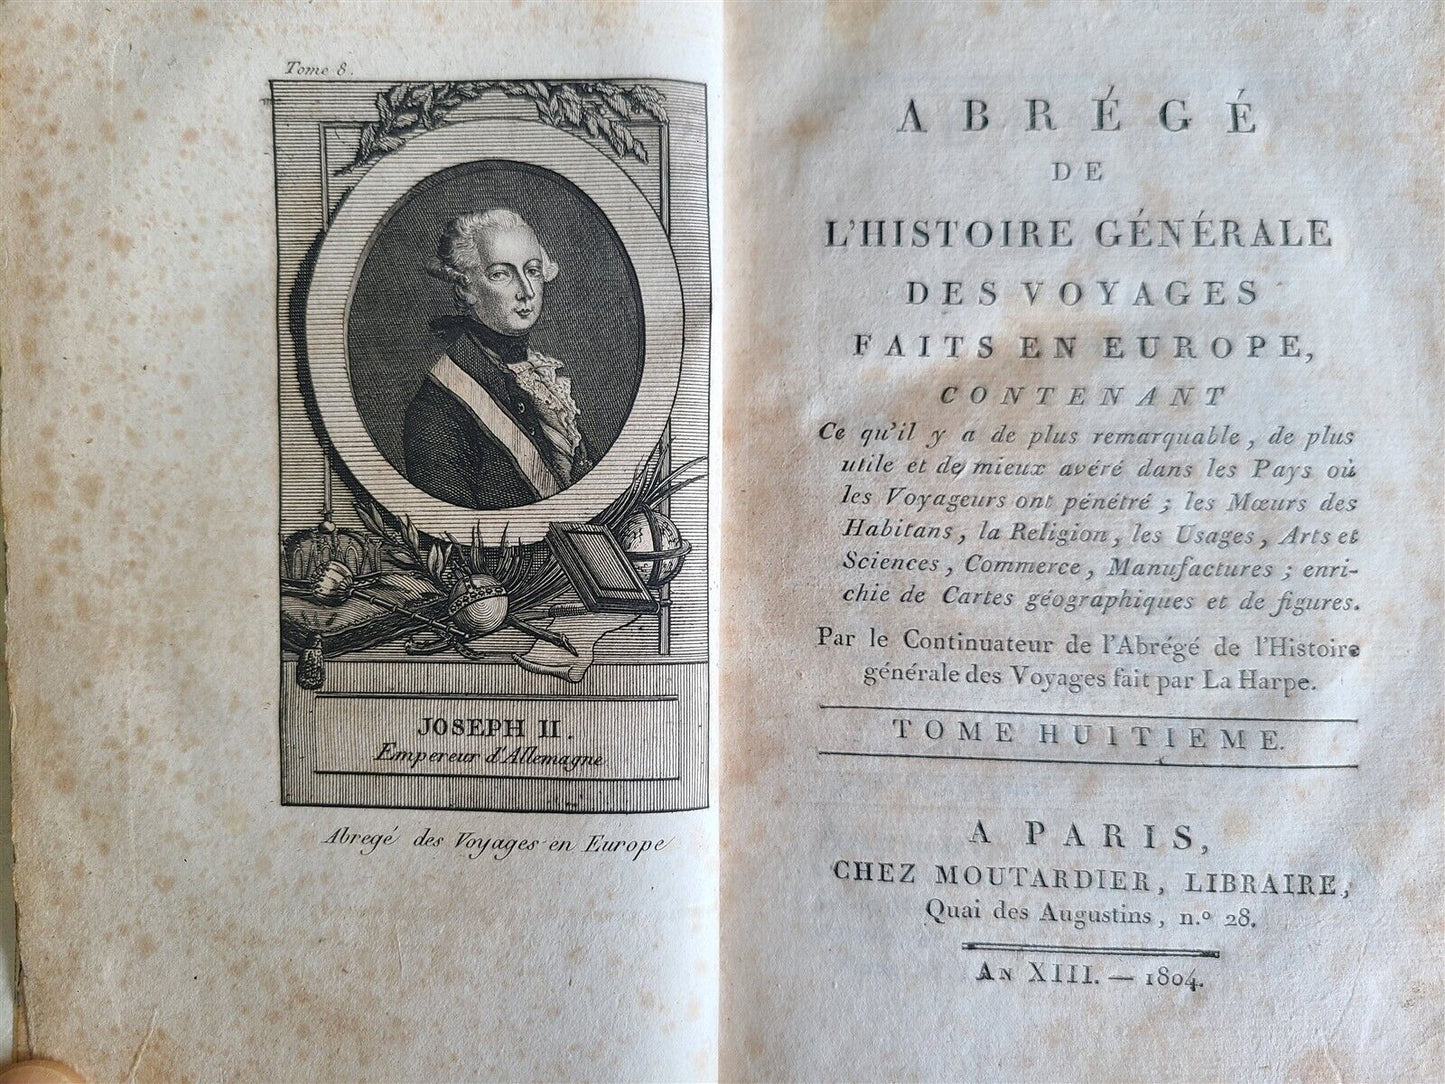 Tome 8.
JOSEPH II.
Empereur d'Allemagne
Abregé des Voyages en Europe
ABRÉGÉ
DE
L'HISTOIRE GÉNÉRALE
DES VOYAGES
FAITS EN EUROPE,
CONTENANT
Ce qu'il y a de plus remarquable, de plus
utile et de mieux avéré dans les Pays où
les Voyageurs ont pénétré ; les Mœurs des
Habitans, la Religion, les Usages, Arts et
Sciences, Commerce, Manufactures ; enri-
chie de Cartes géographiques et de figures.
Par le Continuateur de l'Abrégé de l'Histoire
générale des Voyages fait par La Harpe.
TOME HUITIEME.
A PARIS,
CHEZ MOUTARDIER, LIBRAIRE,
Quai des Augustins, n.º 28.
AN XIII. — 1804.